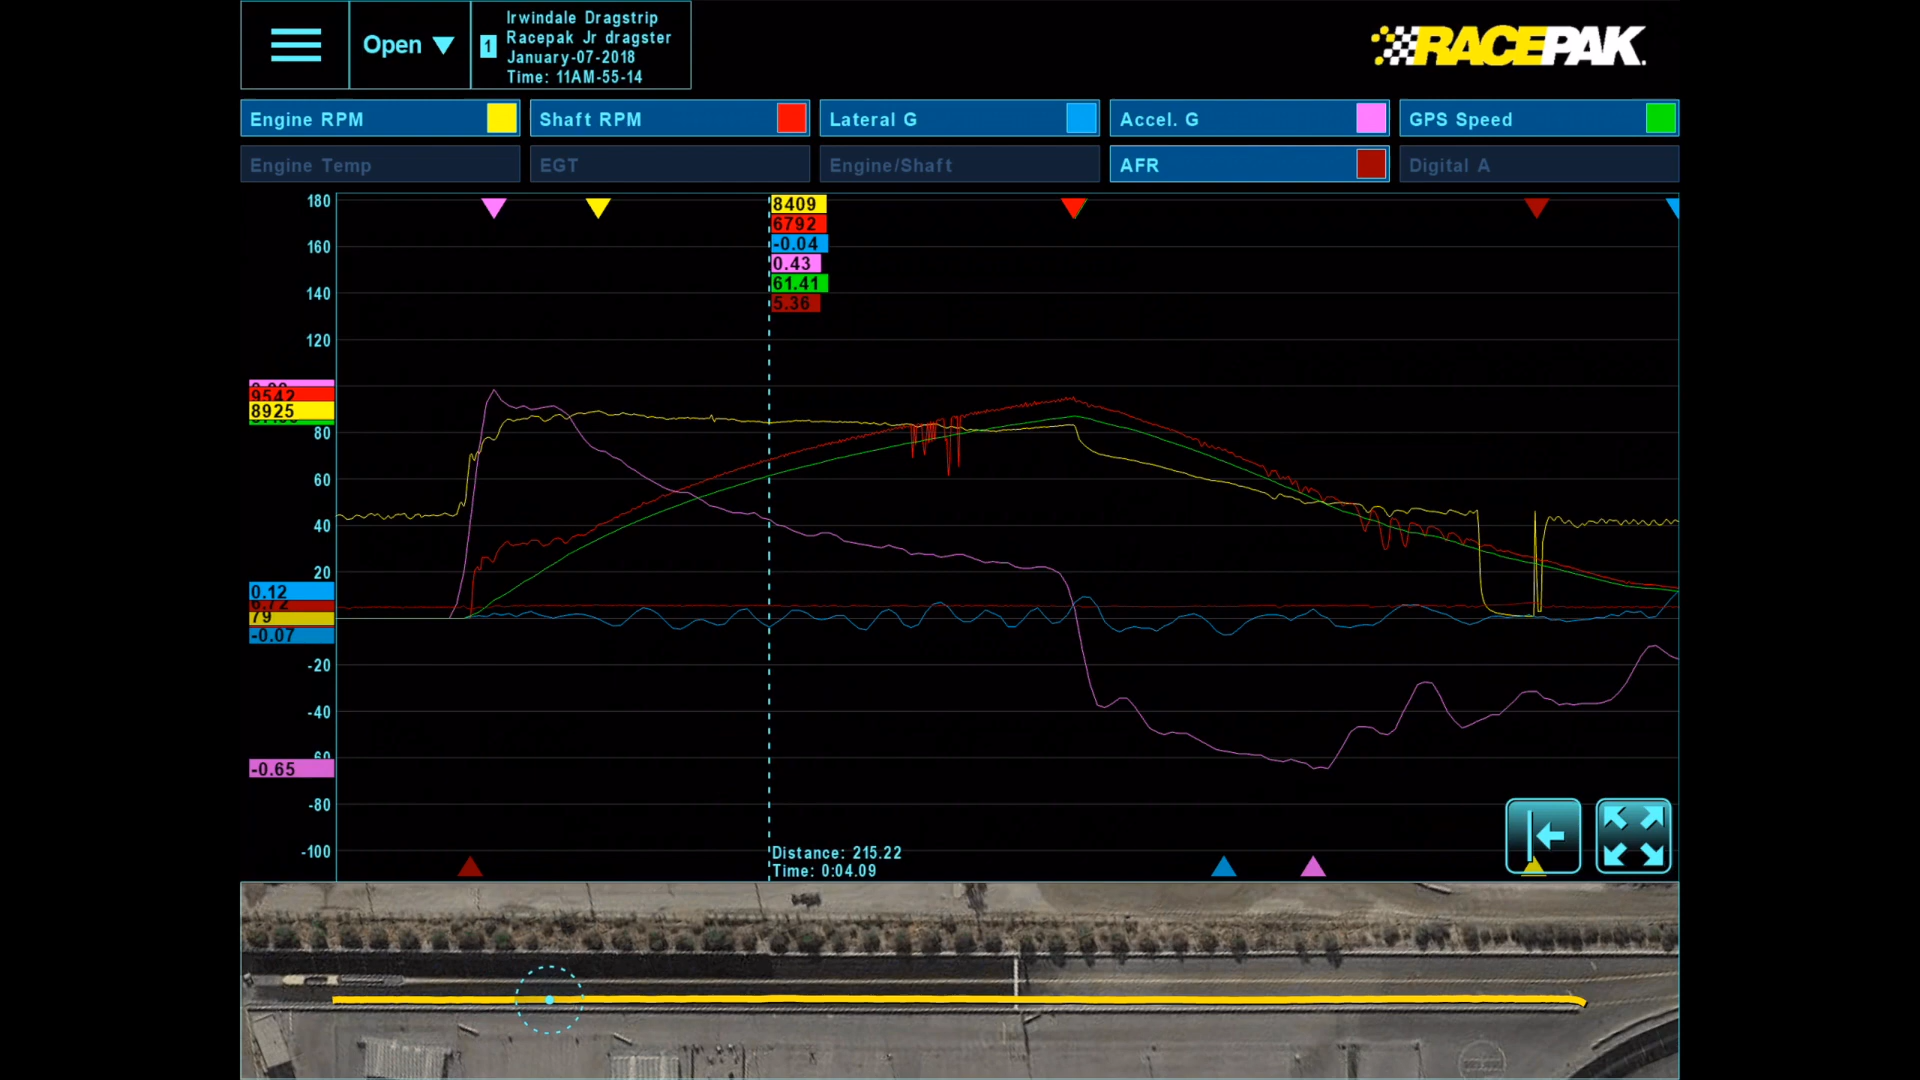 Irwindale Dragstrip
Open
1
Racepak Jr dragster
January-07-2018
Time: 11AM-55-14
RACEPAK
Engine RPM
Shaft RPM
Lateral G
Accel. G
GPS Speed
Engine Temp
EGT
Engine/Shaft
AFR
Digital A
180
160
140
120
8409
6792
-0.04
0.43
61.41
5.36
9542
8925
80
60
40
20
0.12
6.72
79
-0.07
-20
-40
-0.65
-80
-100
Distance: 215.22
Time: 0:04.09